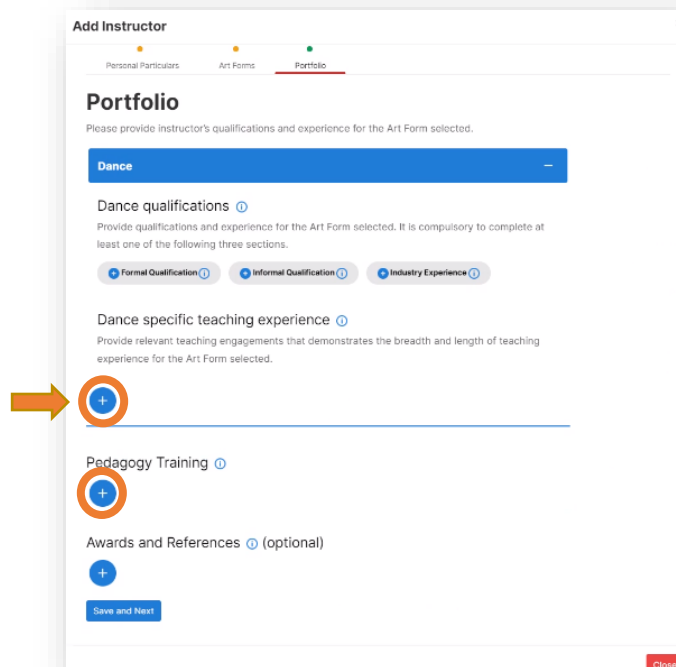 Add Instructor
Personal Particulars Art Forms Portfolio
Portfolio
Please provide instructor's qualifications and experience for the Art Form selected.
Dance
Dance qualifications
Provide qualifications and experience for the Art Form selected. It is compulsory to complete at
least one of the following three sections.
Formal Qualification Informal Qualification Industry Experience
Dance specific teaching experience
Provide relevant teaching engagements that demonstrates the breadth and length of teaching
experience for the Art Form selected.
Pedagogy Training
Awards and References (optional)
Save and Next
Close